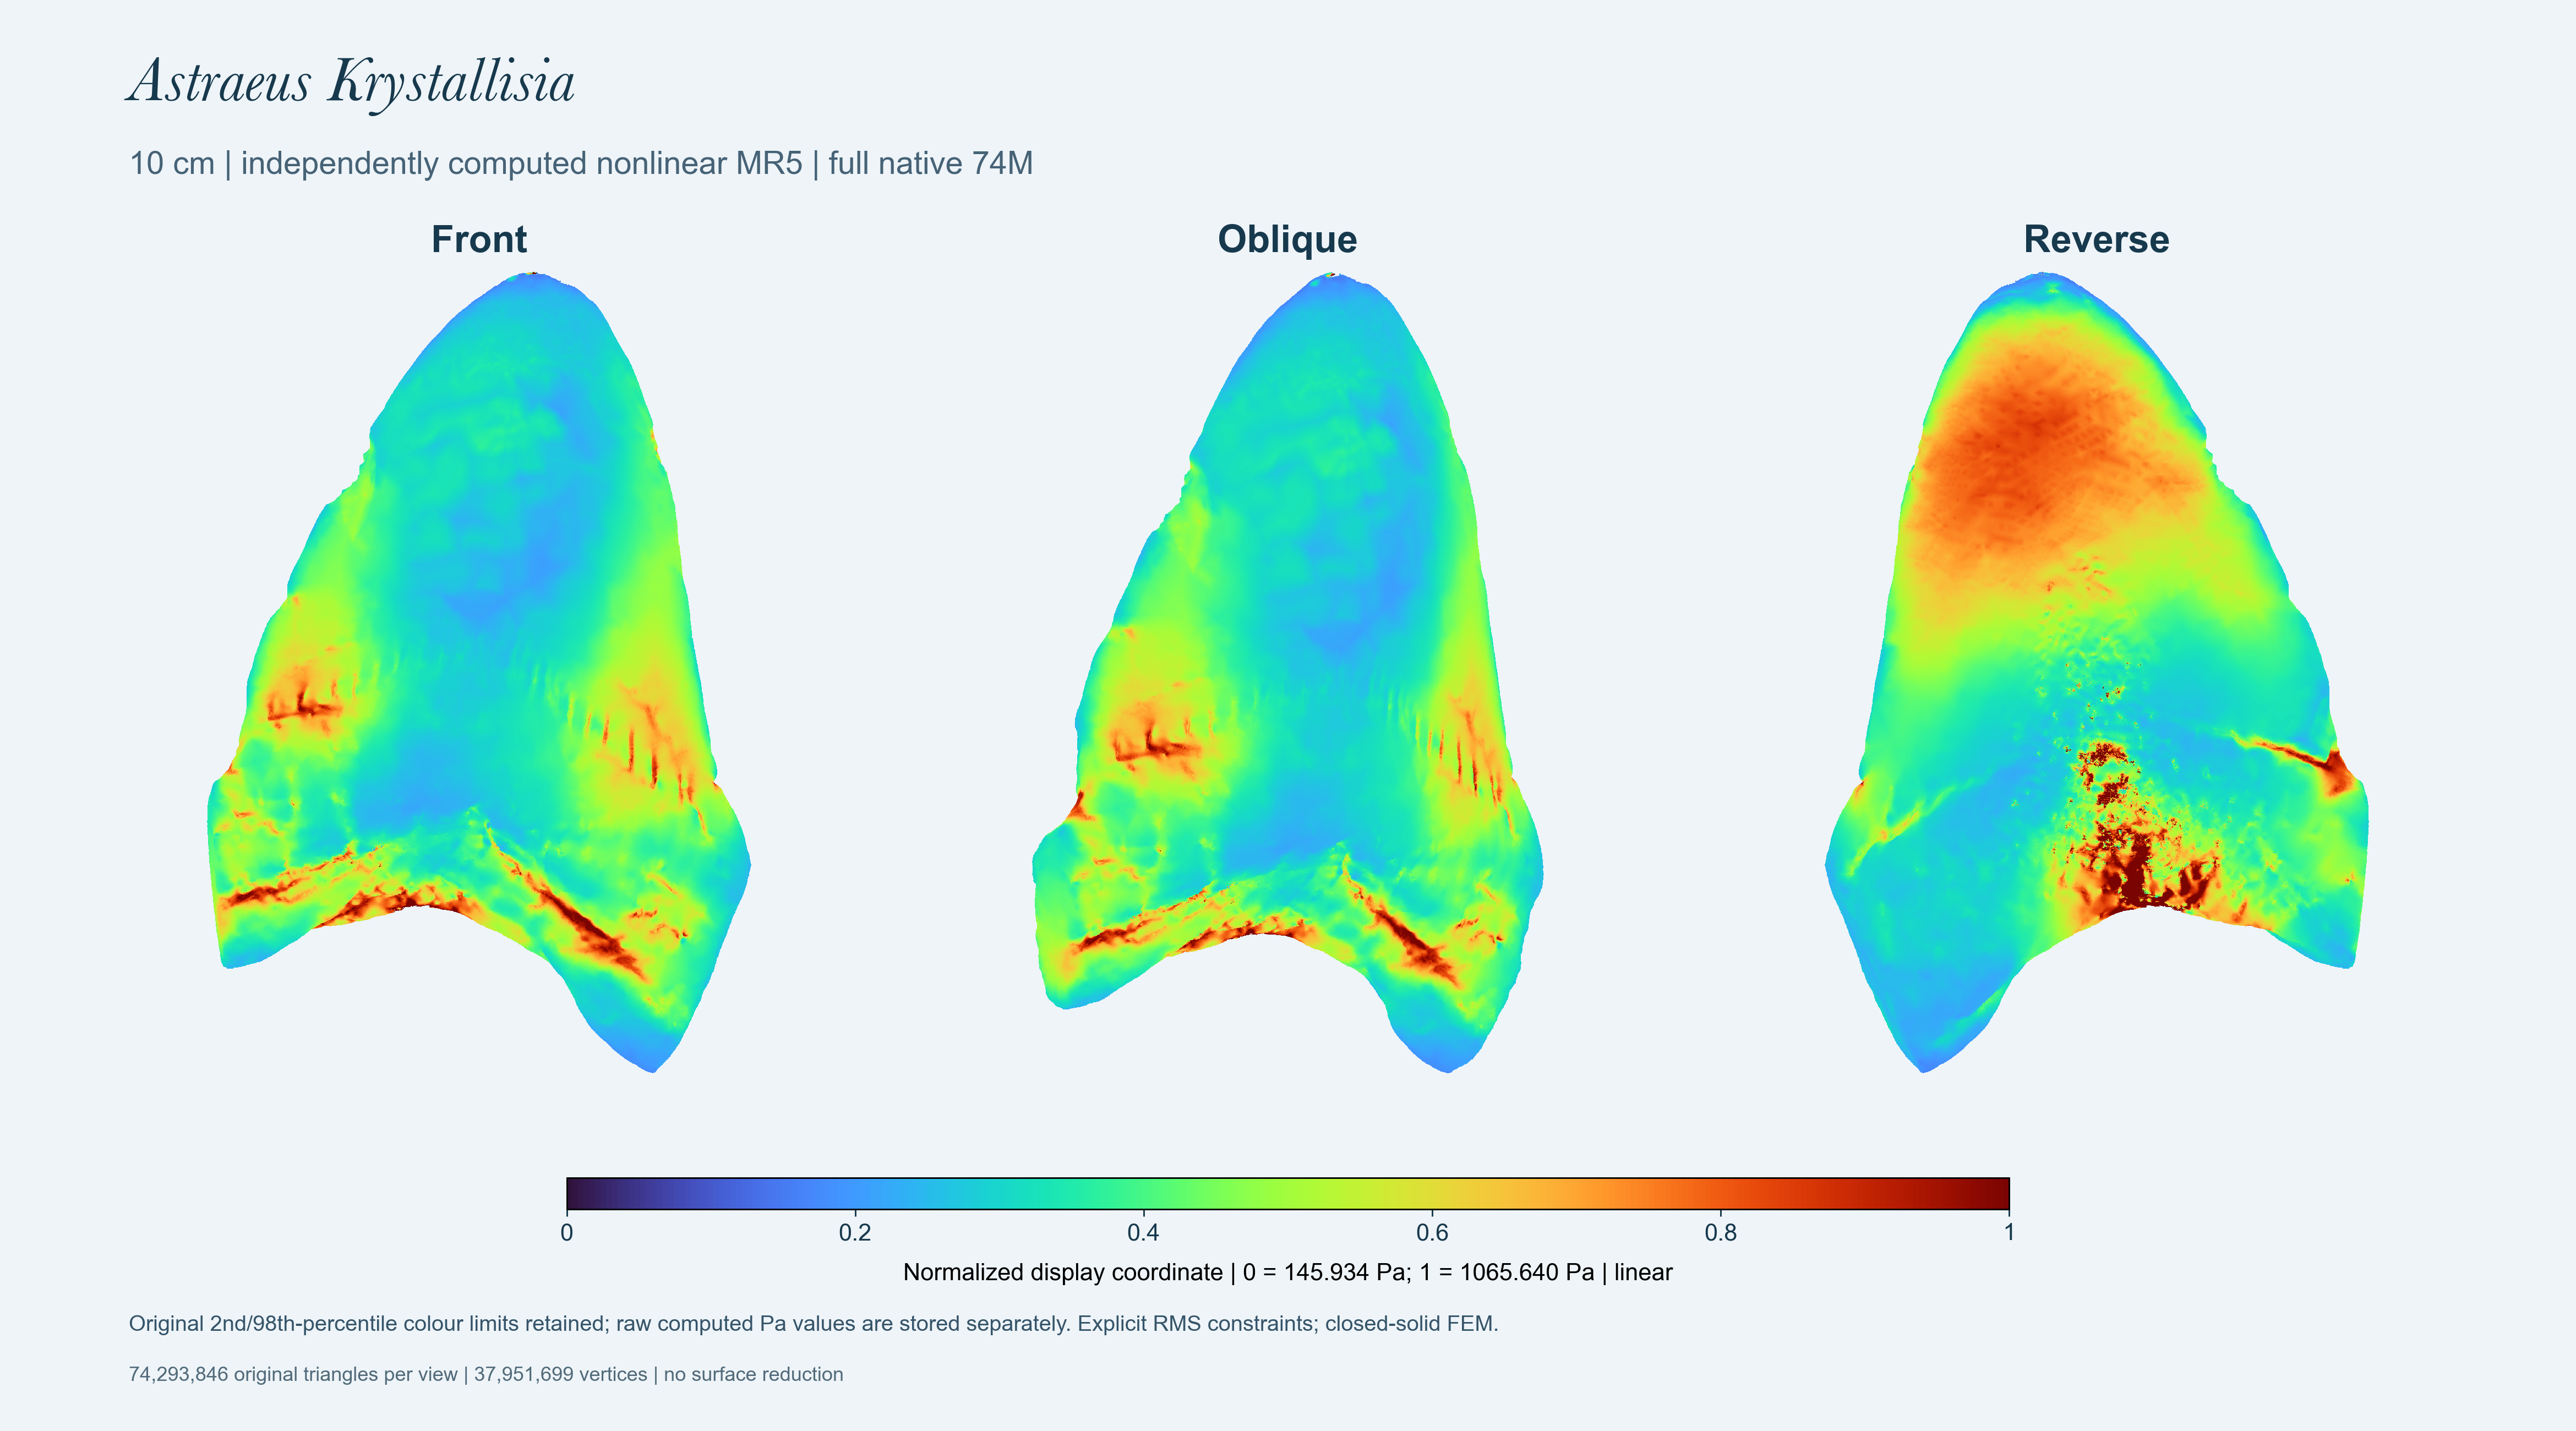 Astraeus Krystallisia
10 cm | independently computed nonlinear MR5 | full native 74M
Front
Oblique
Reverse
0
0.2
0.4
0.6
0.8
1
Normalized display coordinate | 0 = 145.934 Pa; 1 = 1065.640 Pa | linear
Original 2nd/98th-percentile colour limits retained; raw computed Pa values are stored separately. Explicit RMS constraints; closed-solid FEM.
74,293,846 original triangles per view | 37,951,699 vertices | no surface reduction